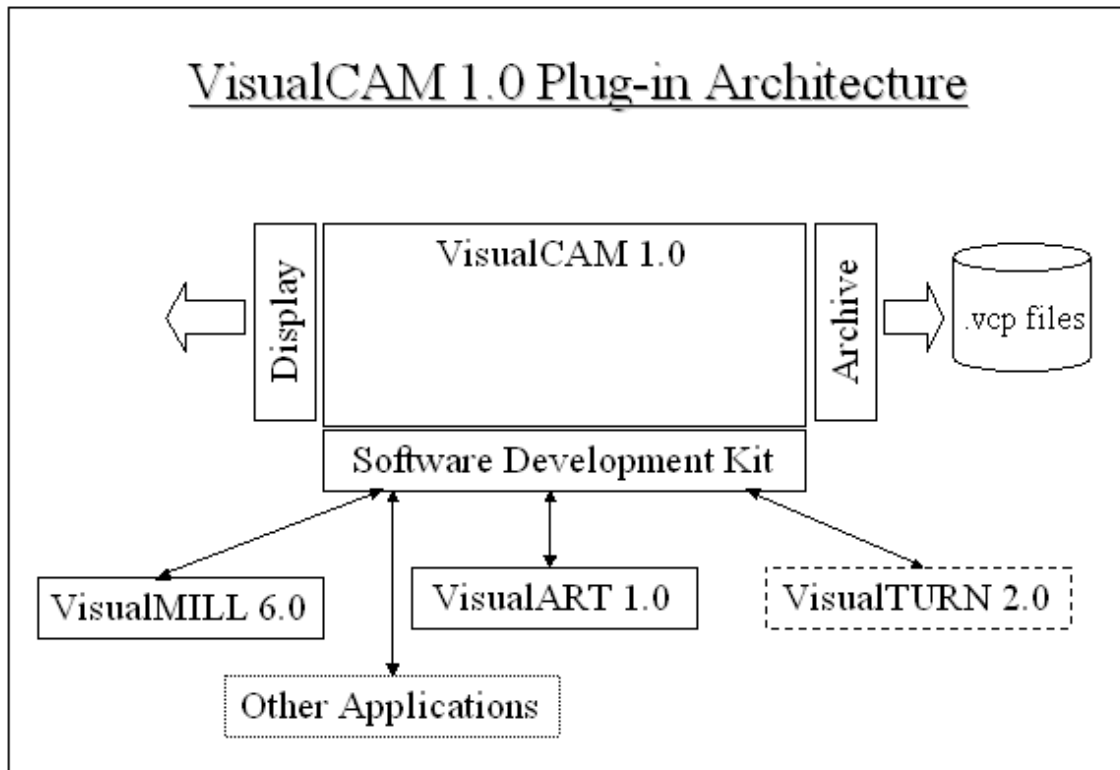 VisualCAM 1.0 Plug-in Architecture
Display
VisualCAM 1.0
Archive
.vcp files
Software Development Kit
VisualMILL 6.0
VisualART 1.0
VisualTURN 2.0
Other Applications